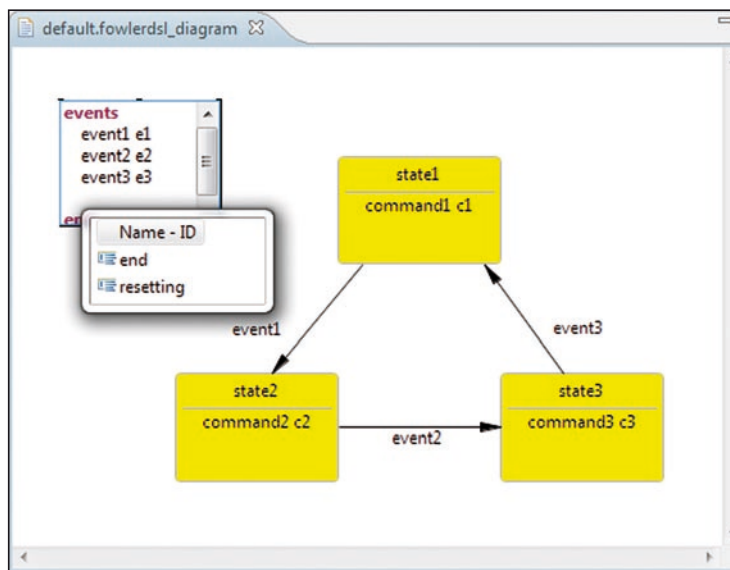 default.fowlerdsl_diagram
events
event1 e1
event2 e2
event3 e3
Name - ID
end
resetting
state1
command1 c1
event1
event3
state2
command2 c2
event2
state3
command3 c3